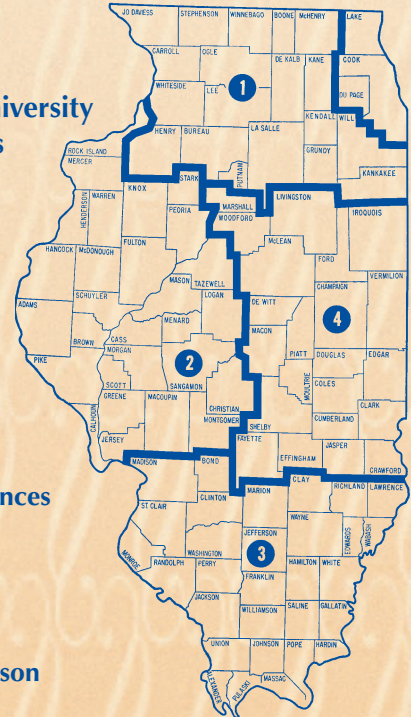 JO DAVIESS STEPHENSON WINNEBAGO BOONE McHENRY LAKE
CARROLL OGLE DE KALB KANE COOK
WHITESIDE LEE 1 DU PAGE
iversity
s
KENDALL WILL
HENRY BUREAU LA SALLE
GRUNDY
ROCK ISLAND
MERCER
KANKAKEE
STARK PUTNAM
KNOX
WARREN
HENDERSON
MARSHALL LIVINGSTON
PEORIA WOODFORD IROQUOIS
FULTON McLEAN
HANCOCK McDONOUGH FORD
VERMILION
MASON TAZEWELL CHAMPAIGN
LOGAN
SCHUYLER DE WITT
ADAMS
MENARD MACON 4
BROWN CASS
MORGAN 2 PIATT DOUGLAS EDGAR
PIKE
SCOTT SANGAMON MOULTRIE COLES
GREENE MACOUPIN
CALHOUN CHRISTIAN CLARK
MONTGOMERY CUMBERLAND
SHELBY
FAYETTE
JERSEY JASPER
EFFINGHAM
MADISON BOND CRAWFORD
MARION CLAY
RICHLAND LAWRENCE
nces
CLINTON
ST CLAIR WAYNE
JEFFERSON EDWARDS WABASH
MONROE WASHINGTON 3
RANDOLPH PERRY HAMILTON WHITE
FRANKLIN
JACKSON
WILLIAMSON SALINE GALLATIN
UNION JOHNSON POPE HARDIN
son
ALEXANDER PULASKI MASSAC